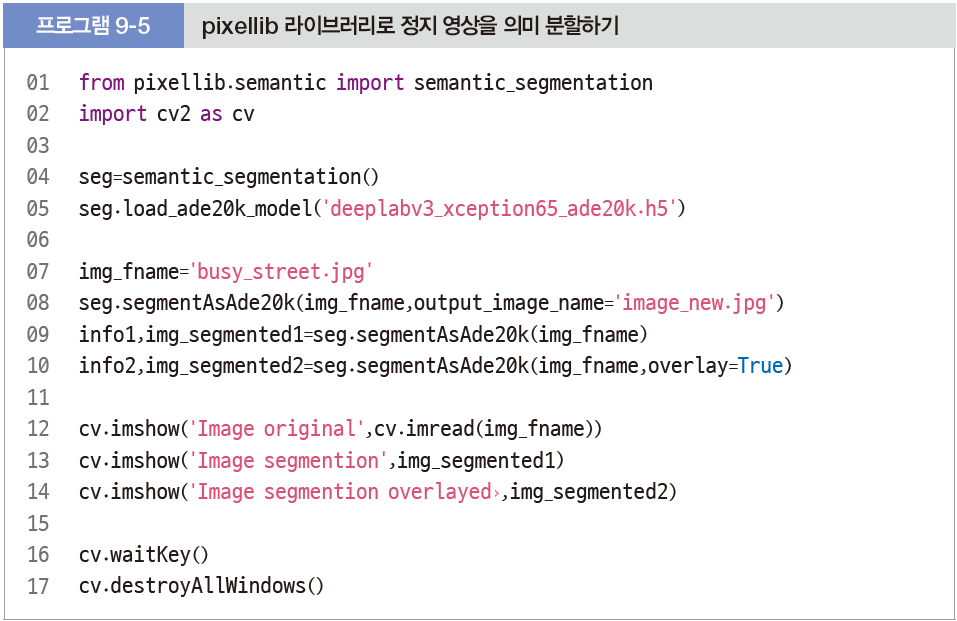 프로그램 9-5 pixellib 라이브러리로 정지 영상을 의미 분할하기
01 from pixellib.semantic import semantic_segmentation
02 import cv2 as cv
03
04 seg=semantic_segmentation()
05 seg.load_ade20k_model('deeplabv3_xception65_ade20k.h5')
06
07 img_fname='busy_street.jpg'
08 seg.segmentAsAde20k(img_fname,output_image_name='image_new.jpg')
09 info1,img_segmented1=seg.segmentAsAde20k(img_fname)
10 info2,img_segmented2=seg.segmentAsAde20k(img_fname,overlay=True)
11
12 cv.imshow('Image original',cv.imread(img_fname))
13 cv.imshow('Image segmention',img_segmented1)
14 cv.imshow('Image segmention overlayed›,img_segmented2)
15
16 cv.waitKey()
17 cv.destroyAllWindows()